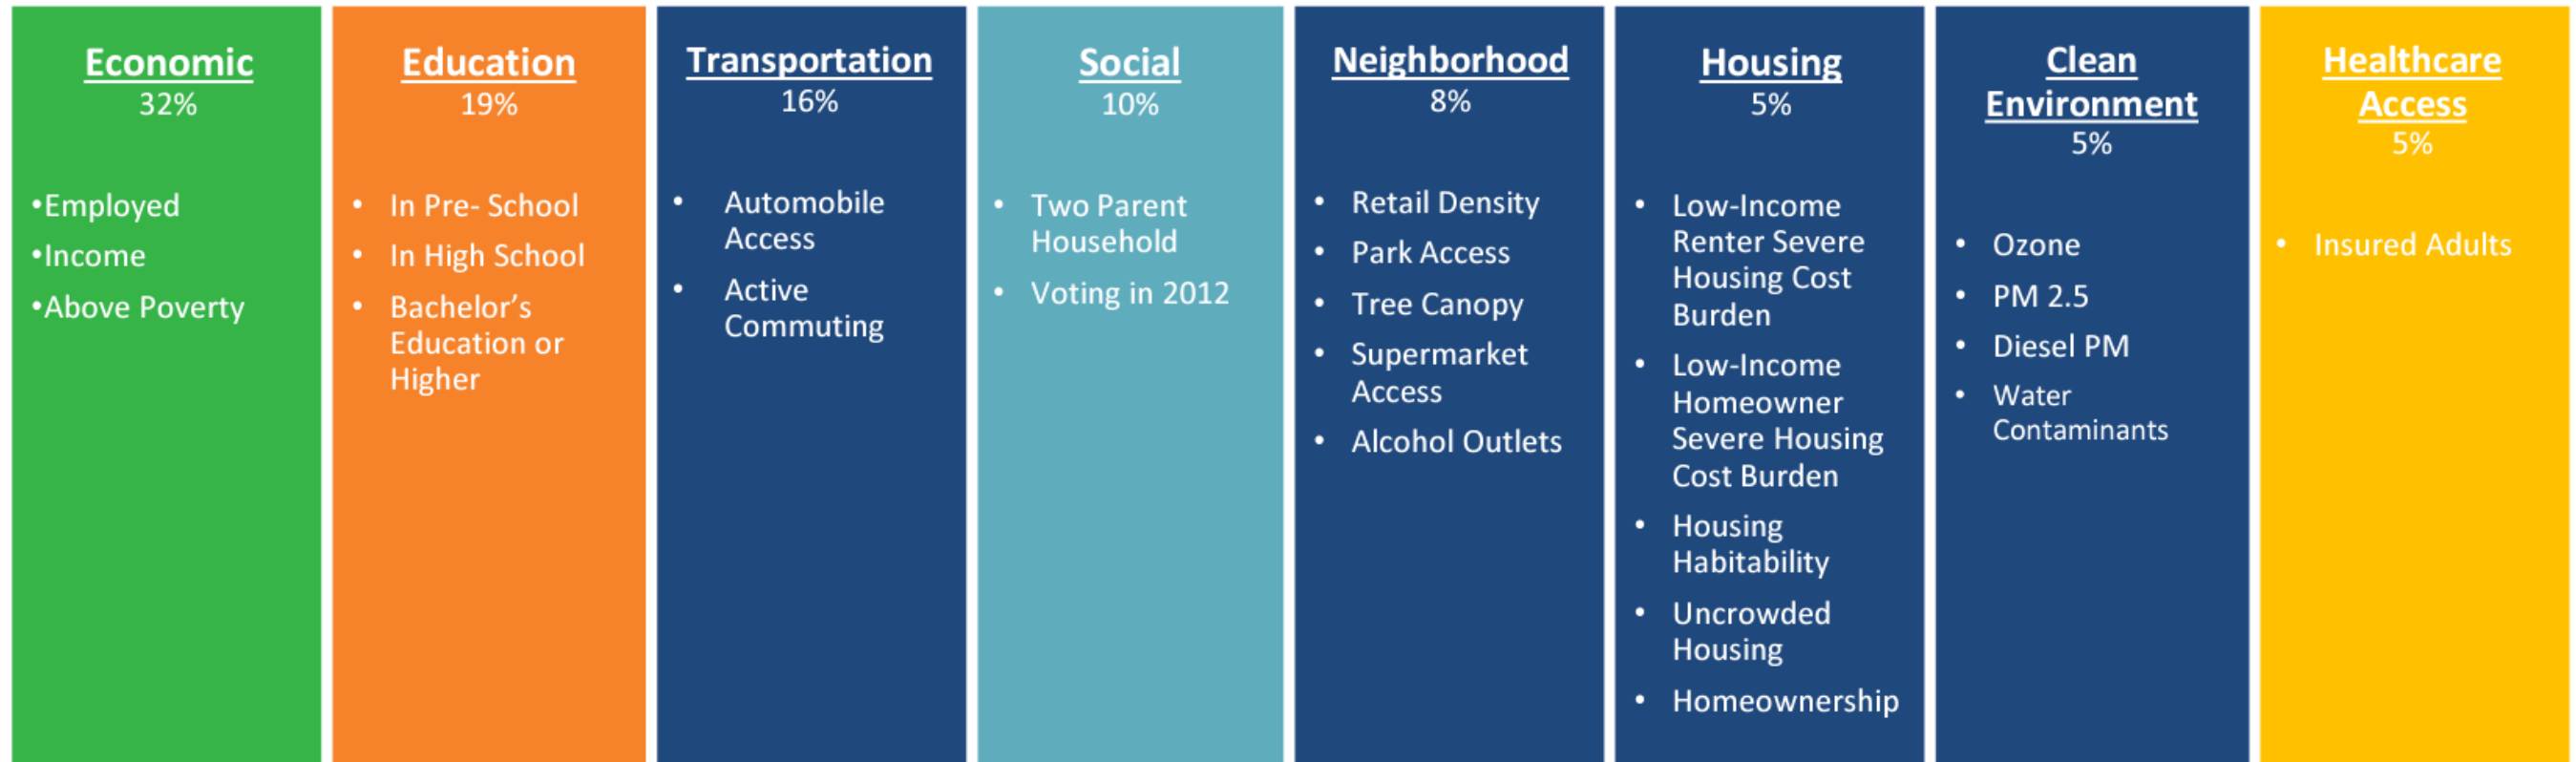 Economic
32%
•Employed
•Income
•Above Poverty
Education
19%
• In Pre- School
• In High School
• Bachelor’s
Education or
Higher
Transportation
16%
• Automobile
Access
• Active
Commuting
Social
10%
• Two Parent
Household
• Voting in 2012
Neighborhood
8%
• Retail Density
• Park Access
• Tree Canopy
• Supermarket
Access
• Alcohol Outlets
Housing
5%
• Low-Income
Renter Severe
Housing Cost
Burden
• Low-Income
Homeowner
Severe Housing
Cost Burden
• Housing
Habitability
• Uncrowded
Housing
• Homeownership
Clean
Environment
5%
• Ozone
• PM 2.5
• Diesel PM
• Water
Contaminants
Healthcare
Access
5%
• Insured Adults